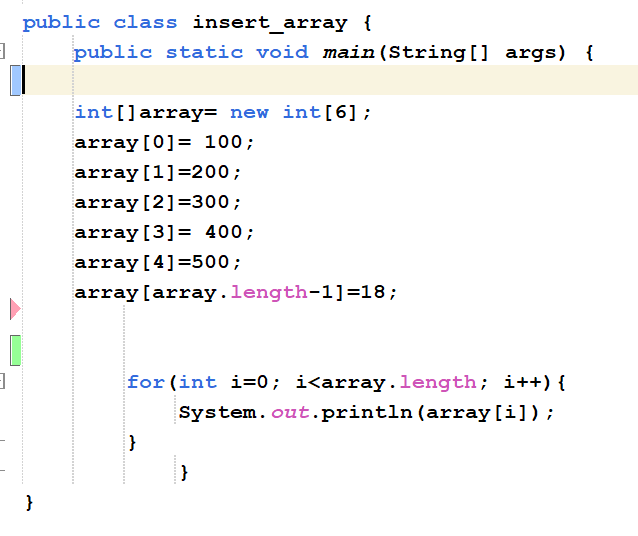 public class insert_array {
public static void main(String[] args) {
int[]array= new int[6];
array[0]= 100;
array[1]=200;
array[2]=300;
array[3]= 400;
array[4]=500;
array[array.length-1]=18;
for(int i=0; i<array.length; i++){
System.out.println(array[i]);
}
}
}